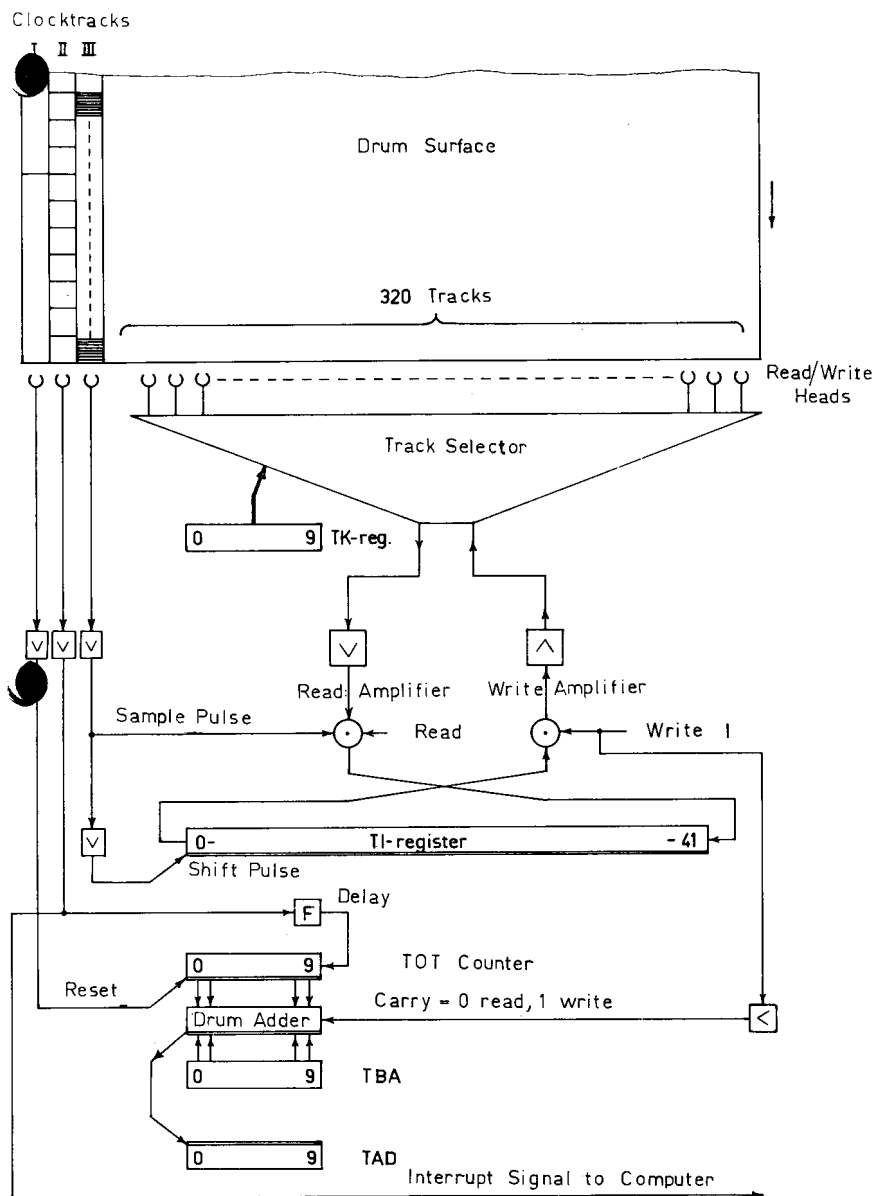 Clocktracks
I II III
Drum Surface
320 Tracks
Read/Write
Heads
Track Selector
0 9 TK-reg.
Read Amplifier
Write Amplifier
Sample Pulse
Read
Write 1
0- TI-register -41
Shift Pulse
Delay
F
0 9 TOT Counter
Reset
Carry = 0 read, 1 write
Drum Adder
0 9 TBA
0 9 TAD
Interrupt Signal to Computer